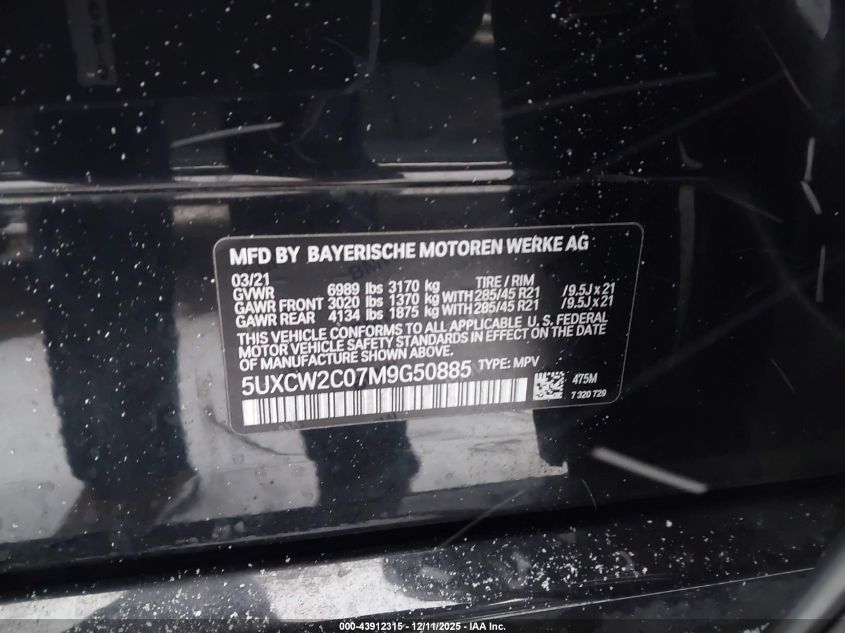 MFD BY BAYERISCHE MOTOREN WERKE AG
03/21 TIRE / RIM
GVWR 6989 lbs 3170 kg
GAWR FRONT 3020 lbs 1370 kg WITH 285/45 R21 /9.5J x 21
GAWR REAR 4134 lbs 1875 kg WITH 285/45 R21 /9.5J x 21
THIS VEHICLE CONFORMS TO ALL APPLICABLE U. S. FEDERAL
MOTOR VEHICLE SAFETY STANDARDS IN EFFECT ON THE DATE
OF MANUFACTURE SHOWN ABOVE.
5UXCW2C07M9G50885 TYPE: MPV
475M
7 320 729
000-43912315 - 12/11/2025 - IAA Inc.